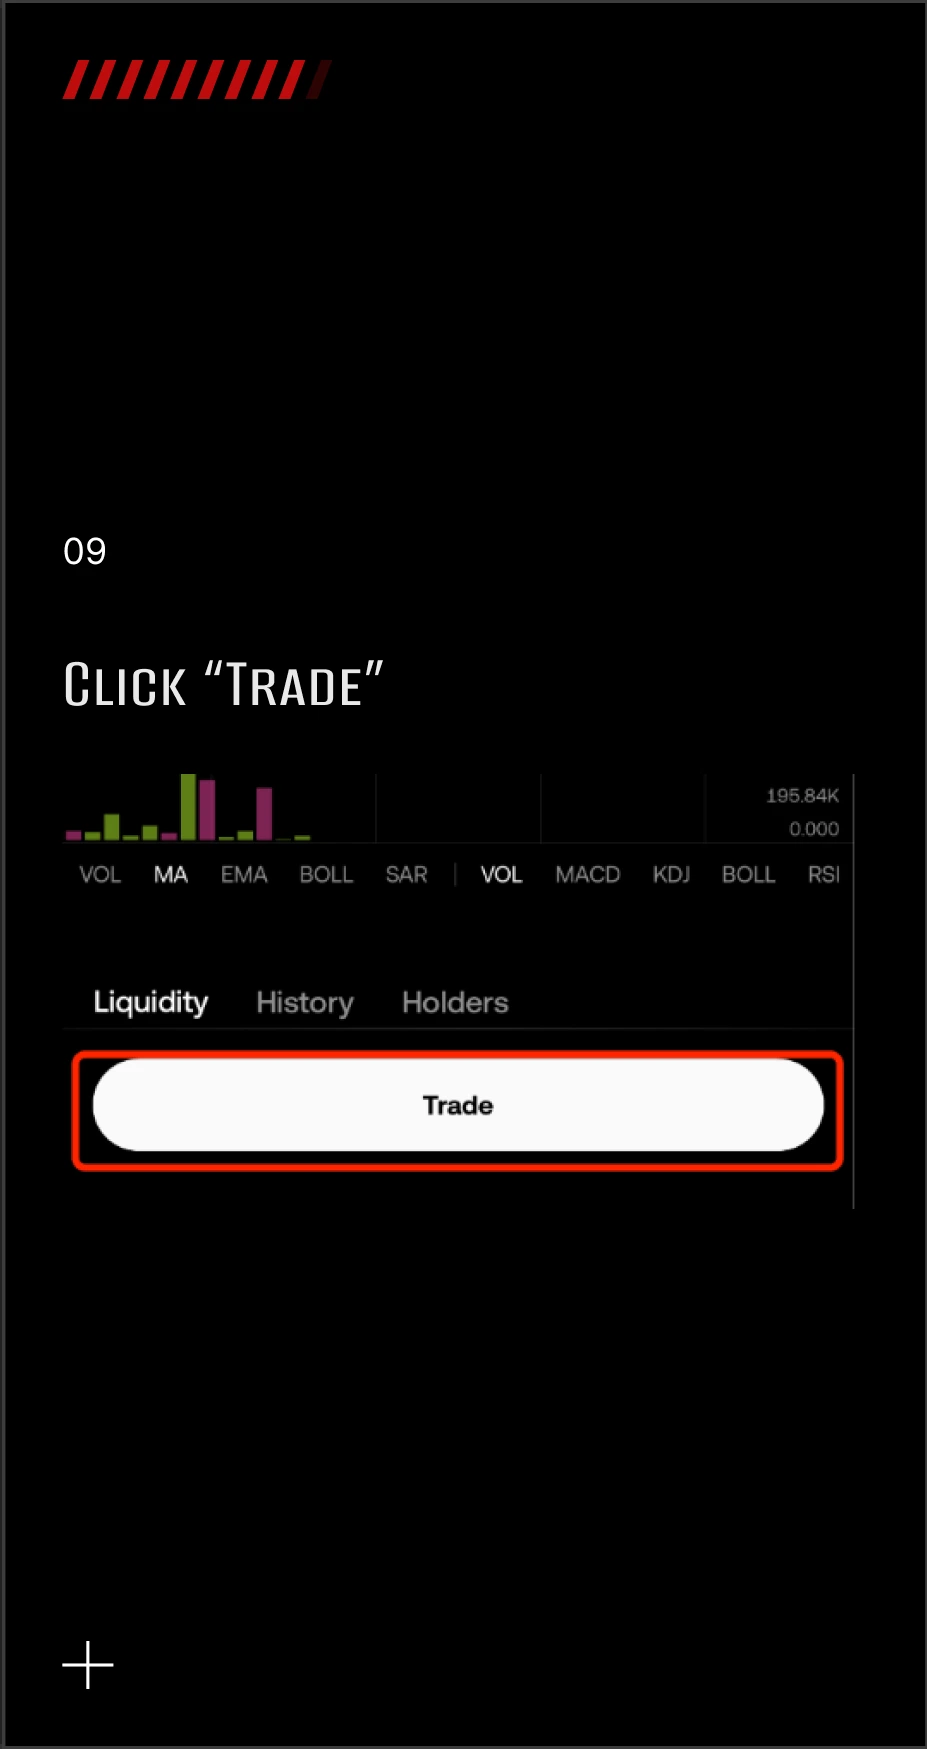 09
Click “Trade”
195.84K
0.000
VOL MA EMA BOLL SAR | VOL MACD KDJ BOLL RSI
Liquidity History Holders
Trade